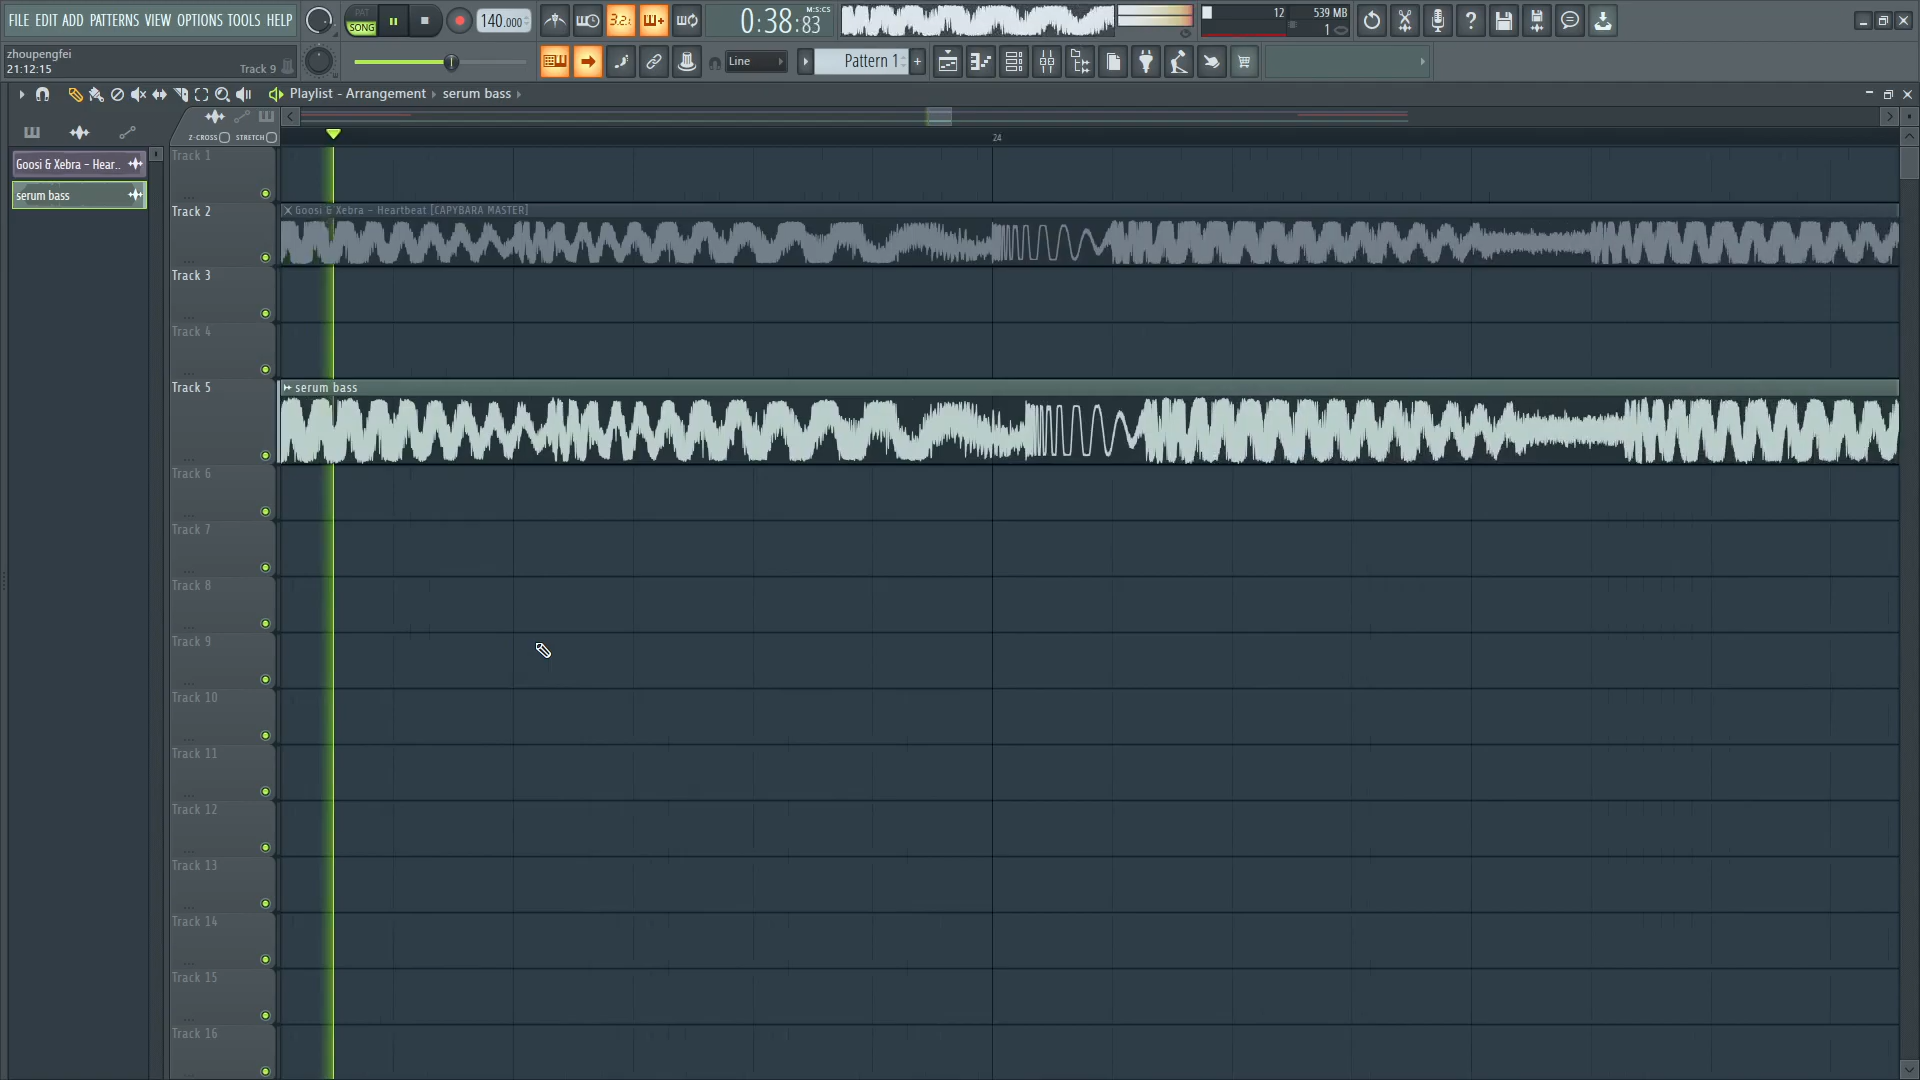 FILE EDIT ADD PATTERNS VIEW OPTIONS TOOLS HELP
PAT
SONG
140.000
3.2.
0:38:83
M:S:CS
12
539 MB
1
zhoupengfei
21:12:15
Track 9
Line
Pattern 1
Playlist - Arrangement
serum bass
Z-CROSS
STRETCH
24
Goosi & Xebra - Hear..
serum bass
Track 1
Track 2
Goosi & Xebra - Heartbeat [CAPYBARA MASTER]
Track 3
Track 4
Track 5
serum bass
Track 6
Track 7
Track 8
Track 9
Track 10
Track 11
Track 12
Track 13
Track 14
Track 15
Track 16